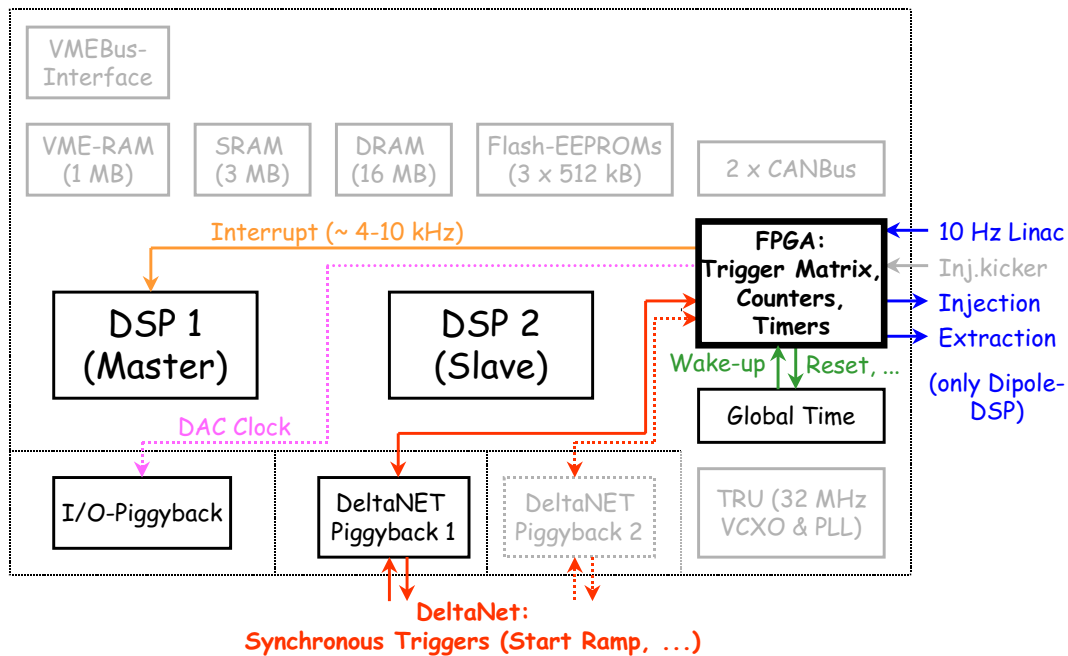 VMEBus-
Interface
VME-RAM
(1 MB)
SRAM
(3 MB)
DRAM
(16 MB)
Flash-EEPROMs
(3 x 512 kB)
2 x CANBus
Interrupt (~ 4-10 kHz)
FPGA:
Trigger Matrix,
Counters,
Timers
10 Hz Linac
Inj.kicker
Injection
Extraction
(only Dipole-
DSP)
DSP 1
(Master)
DSP 2
(Slave)
Wake-up
Reset, ...
Global Time
DAC Clock
I/O-Piggyback
DeltaNET
Piggyback 1
DeltaNET
Piggyback 2
TRU (32 MHz
VCXO & PLL)
DeltaNet:
Synchronous Triggers (Start Ramp, ...)